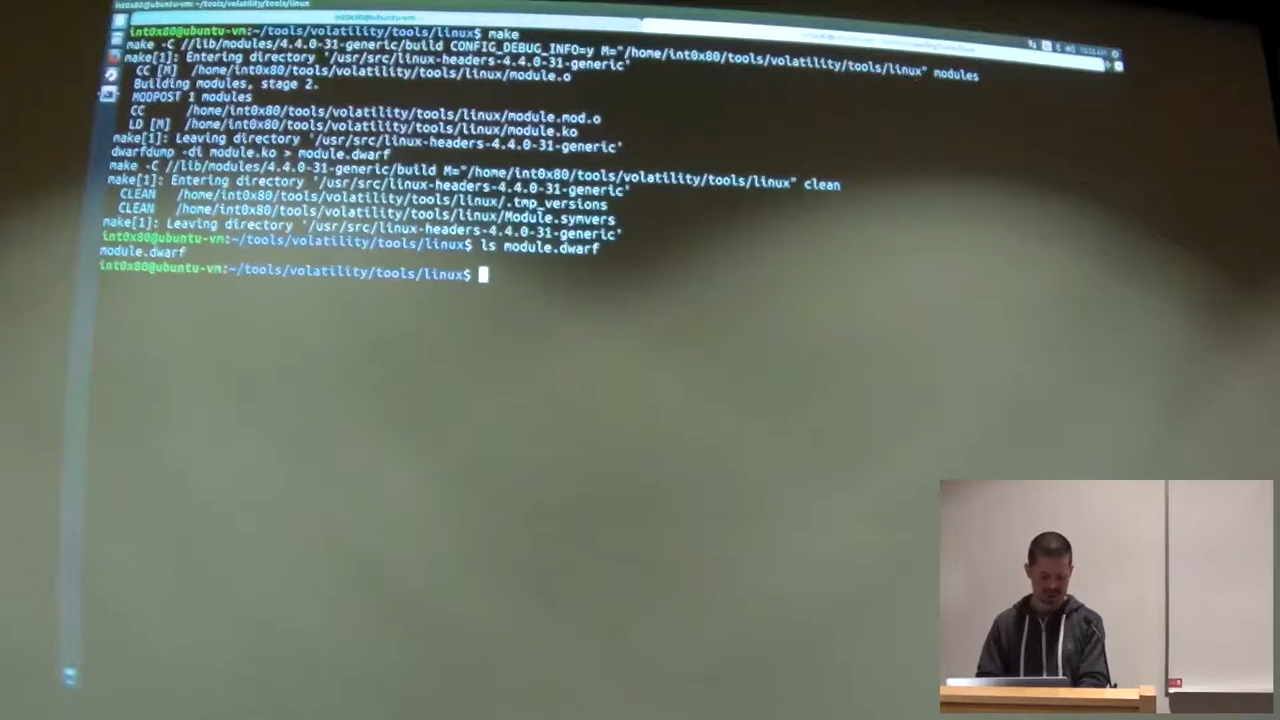 int0x80@ubuntu-vm: ~/tools/volatility/tools/linux
int0x80@ubuntu-vm:~/tools/volatility/tools/linux$ make
make -C //lib/modules/4.4.0-31-generic/build CONFIG_DEBUG_INFO=y M="/home/int0x80/tools/volatility/tools/linux" modules
make[1]: Entering directory '/usr/src/linux-headers-4.4.0-31-generic'
CC [M]  /home/int0x80/tools/volatility/tools/linux/module.o
Building modules, stage 2.
MODPOST 1 modules
CC      /home/int0x80/tools/volatility/tools/linux/module.mod.o
LD [M]  /home/int0x80/tools/volatility/tools/linux/module.ko
make[1]: Leaving directory '/usr/src/linux-headers-4.4.0-31-generic'
dwarfdump -di module.ko > module.dwarf
make -C //lib/modules/4.4.0-31-generic/build M="/home/int0x80/tools/volatility/tools/linux" clean
make[1]: Entering directory '/usr/src/linux-headers-4.4.0-31-generic'
CLEAN   /home/int0x80/tools/volatility/tools/linux/.tmp_versions
CLEAN   /home/int0x80/tools/volatility/tools/linux/Module.symvers
make[1]: Leaving directory '/usr/src/linux-headers-4.4.0-31-generic'
int0x80@ubuntu-vm:~/tools/volatility/tools/linux$ ls module.dwarf
module.dwarf
int0x80@ubuntu-vm:~/tools/volatility/tools/linux$